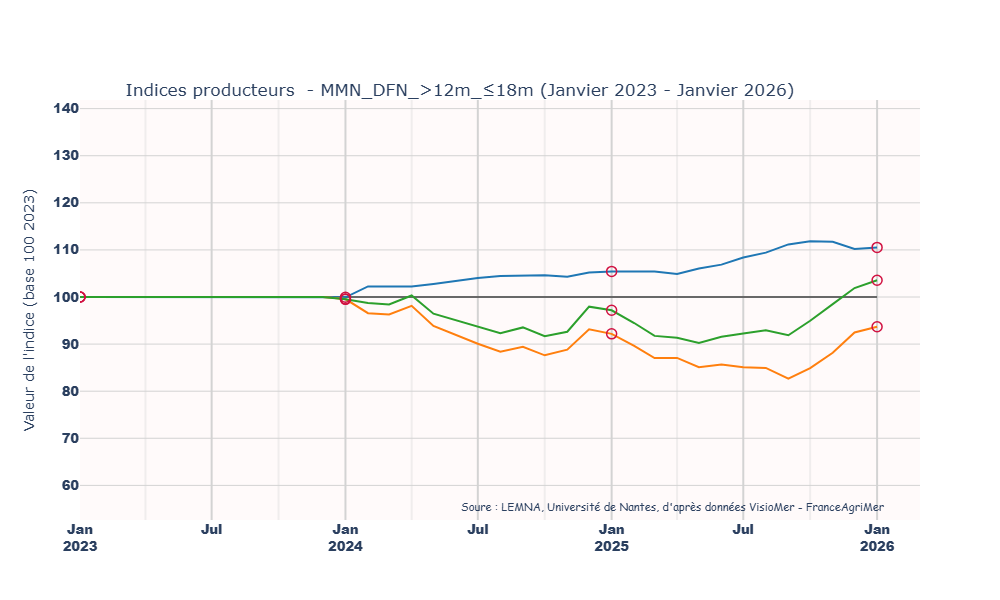 Indices producteurs  - MMN_DFN_>12m_≤18m (Janvier 2023 - Janvier 2026)
Valeur de l'indice (base 100 2023)
140
130
120
110
100
90
80
70
60
Soure : LEMNA, Université de Nantes, d'après données VisioMer - FranceAgriMer
Jan
2023
Jul
Jan
2024
Jul
Jan
2025
Jul
Jan
2026